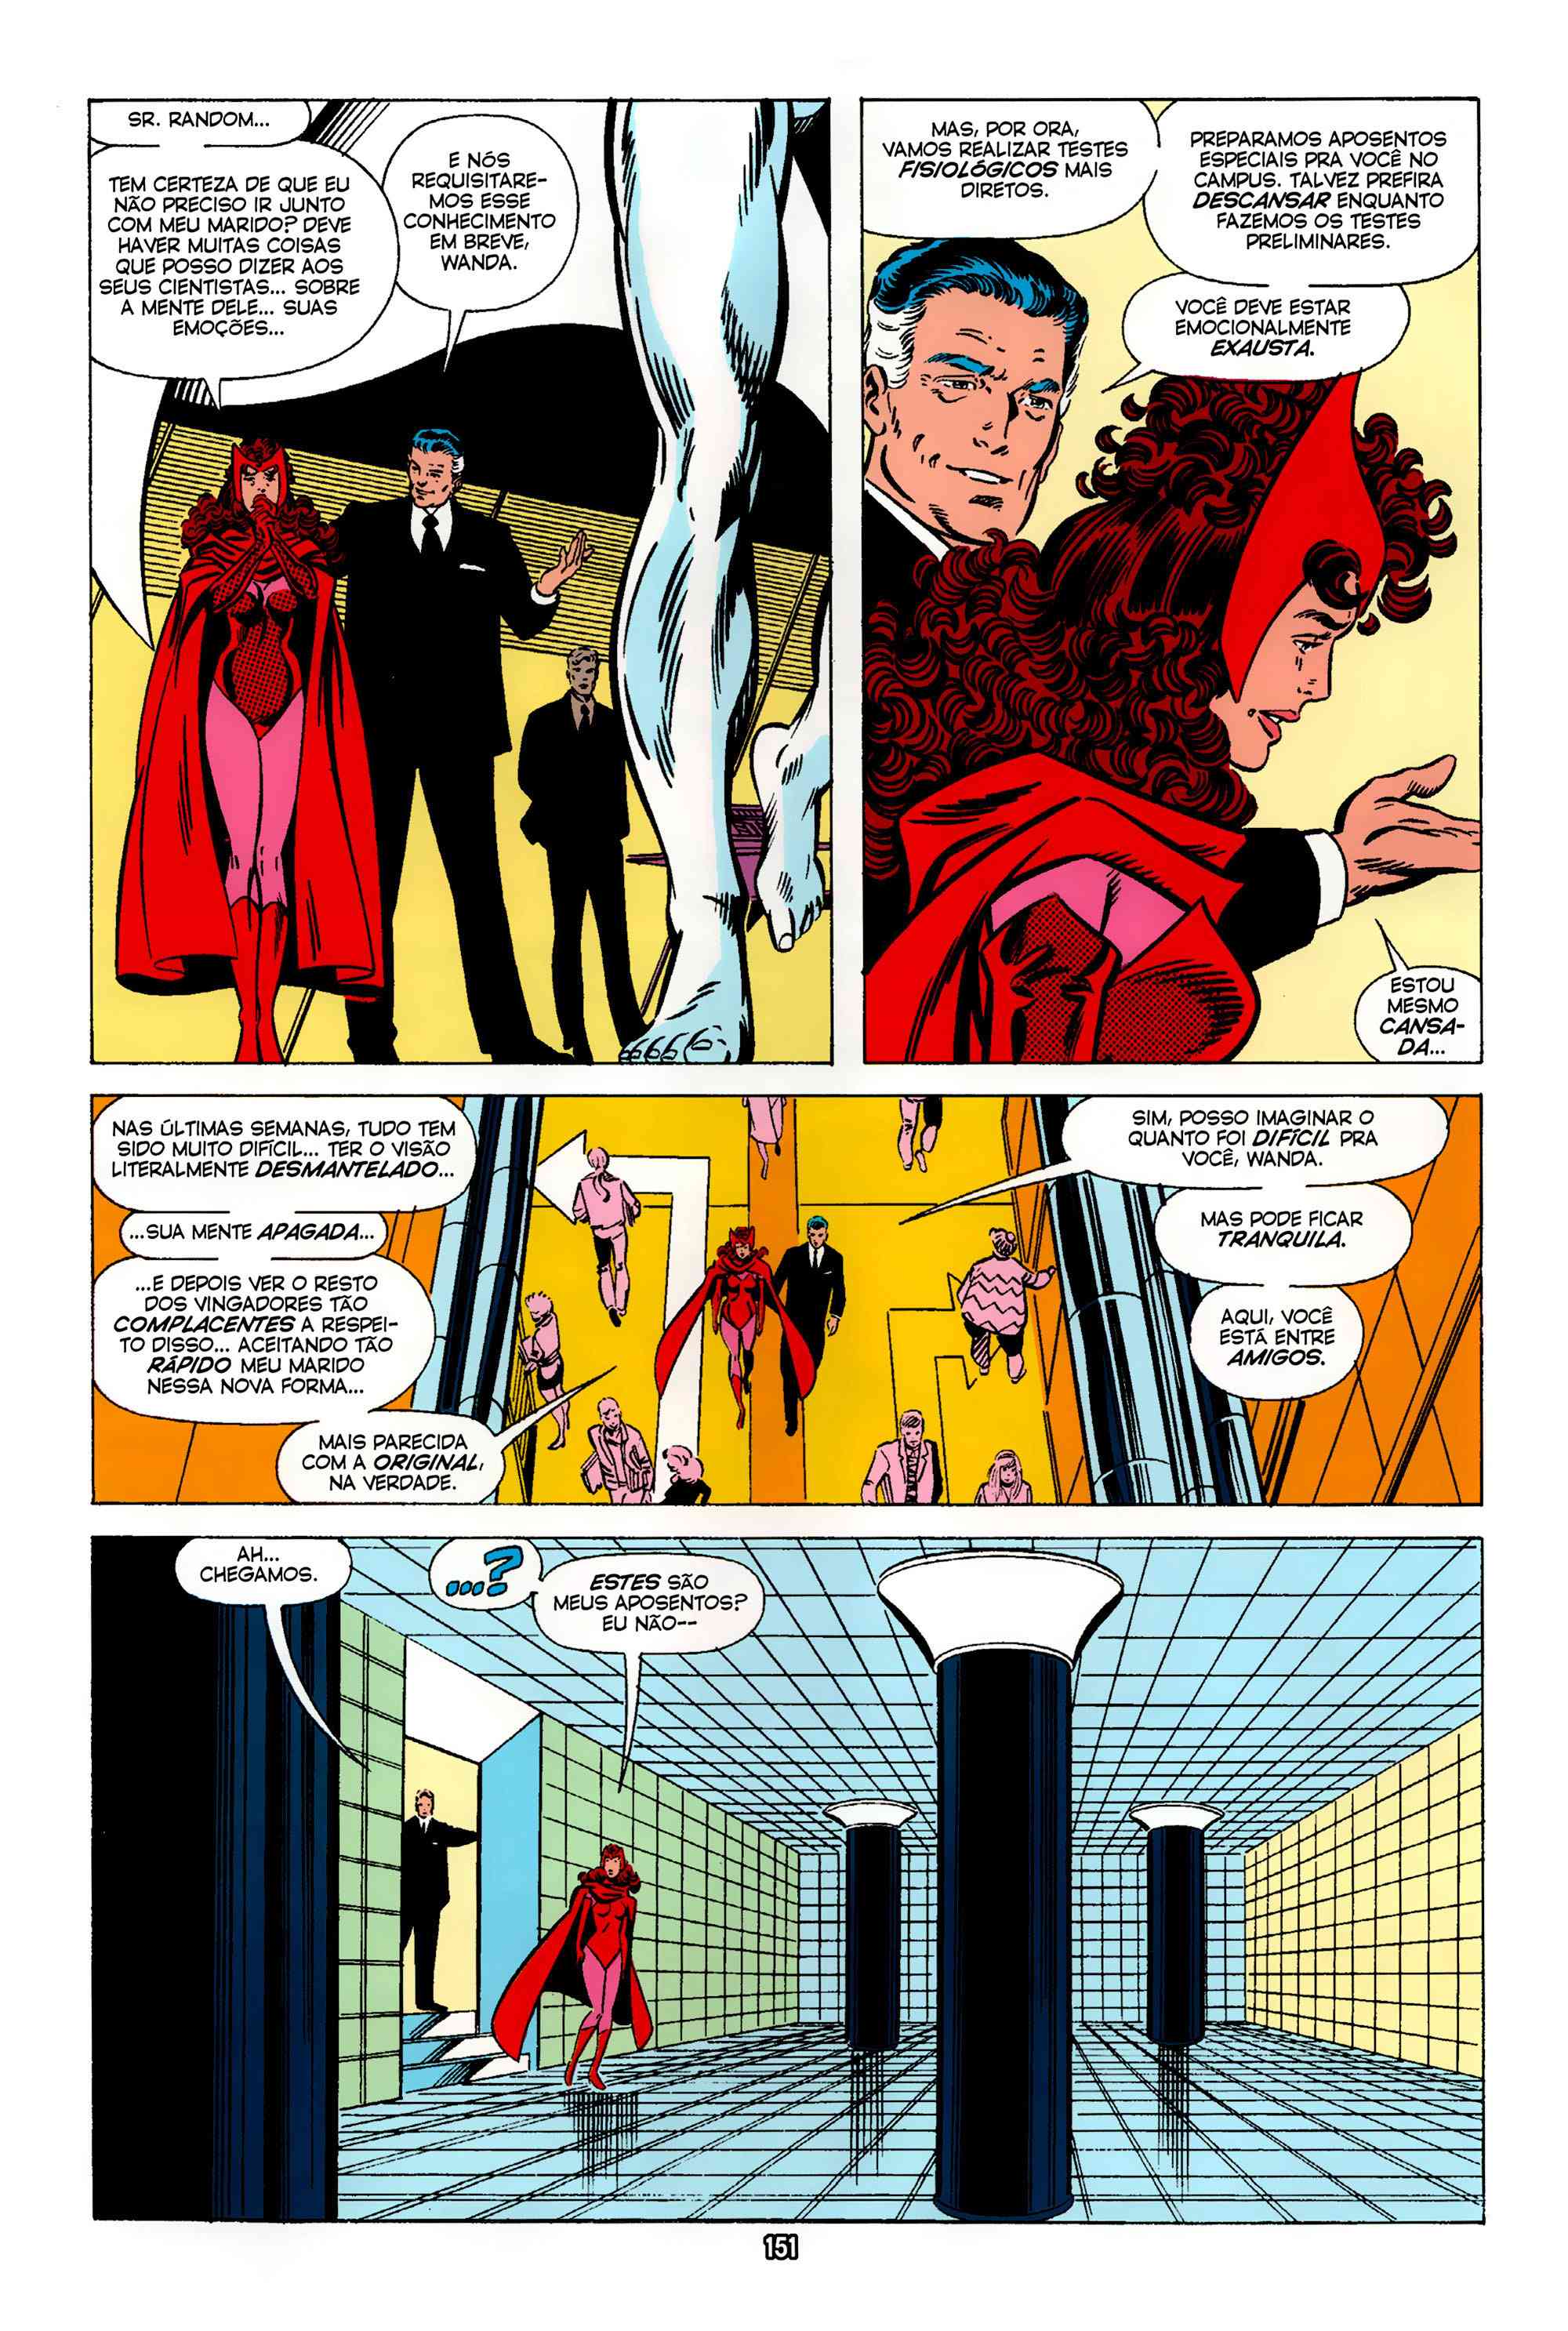 SR. RANDOM...
TEM CERTEZA DE QUE EU
NÃO PRECISO IR JUNTO
COM MEU MARIDO? DEVE
HAVER MUITAS COISAS
QUE POSSO DIZER AOS
SEUS CIENTISTAS... SOBRE
A MENTE DELE... SUAS
EMOÇÕES...
E NÓS
REQUISITARE-
MOS ESSE
CONHECIMENTO
EM BREVE,
WANDA.
MAS, POR ORA,
VAMOS REALIZAR TESTES
FISIOLÓGICOS MAIS
DIRETOS.
PREPARAMOS APOSENTOS
ESPECIAIS PRA VOCÊ NO
CAMPUS. TALVEZ PREFIRA
DESCANSAR ENQUANTO
FAZEMOS OS TESTES
PRELIMINARES.
VOCÊ DEVE ESTAR
EMOCIONALMENTE
EXAUSTA.
ESTOU
MESMO
CANSA-
DA...
NAS ÚLTIMAS SEMANAS, TUDO TEM
SIDO MUITO DIFÍCIL... TER O VISÃO
LITERALMENTE DESMANTELADO...
...SUA MENTE APAGADA...
...E DEPOIS VER O RESTO
DOS VINGADORES TÃO
COMPLACENTES A RESPEI-
TO DISSO... ACEITANDO TÃO
RÁPIDO MEU MARIDO
NESSA NOVA FORMA...
MAIS PARECIDA
COM A ORIGINAL,
NA VERDADE.
SIM, POSSO IMAGINAR O
QUANTO FOI DIFÍCIL PRA
VOCÊ, WANDA.
MAS PODE FICAR
TRANQUILA.
AQUI, VOCÊ
ESTÁ ENTRE
AMIGOS.
AH...
CHEGAMOS.
...?
ESTES SÃO
MEUS APOSENTOS?
EU NÃO--
151